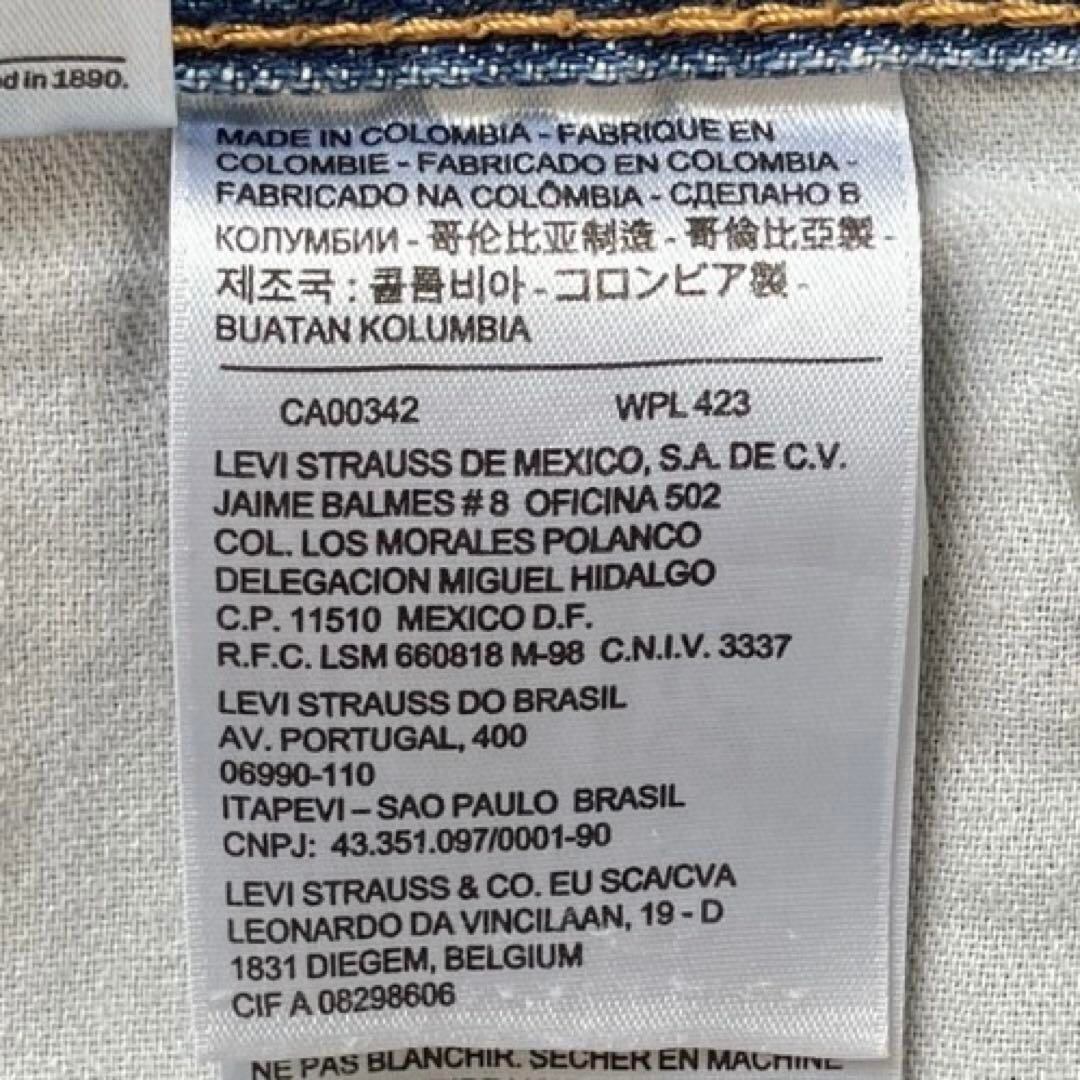 d in 1890.
MADE IN COLOMBIA - FABRIQUE EN
COLOMBIE - FABRICADO EN COLOMBIA -
FABRICADO NA COLÔMBIA - СДЕЛАНО В
КОЛУМБИИ - 哥伦比亚制造 - 哥倫比亞製 -
제조국 : 콜롬비아 - コロンビア製 -
BUATAN KOLUMBIA
CA00342 WPL 423
LEVI STRAUSS DE MEXICO, S.A. DE C.V.
JAIME BALMES # 8 OFICINA 502
COL. LOS MORALES POLANCO
DELEGACION MIGUEL HIDALGO
C.P. 11510 MEXICO D.F.
R.F.C. LSM 660818 M-98 C.N.I.V. 3337
LEVI STRAUSS DO BRASIL
AV. PORTUGAL, 400
06990-110
ITAPEVI – SAO PAULO BRASIL
CNPJ: 43.351.097/0001-90
LEVI STRAUSS & CO. EU SCA/CVA
LEONARDO DA VINCILAAN, 19 - D
1831 DIEGEM, BELGIUM
CIF A 08298606
NE PAS BLANCHIR. SECHER EN MACHINE